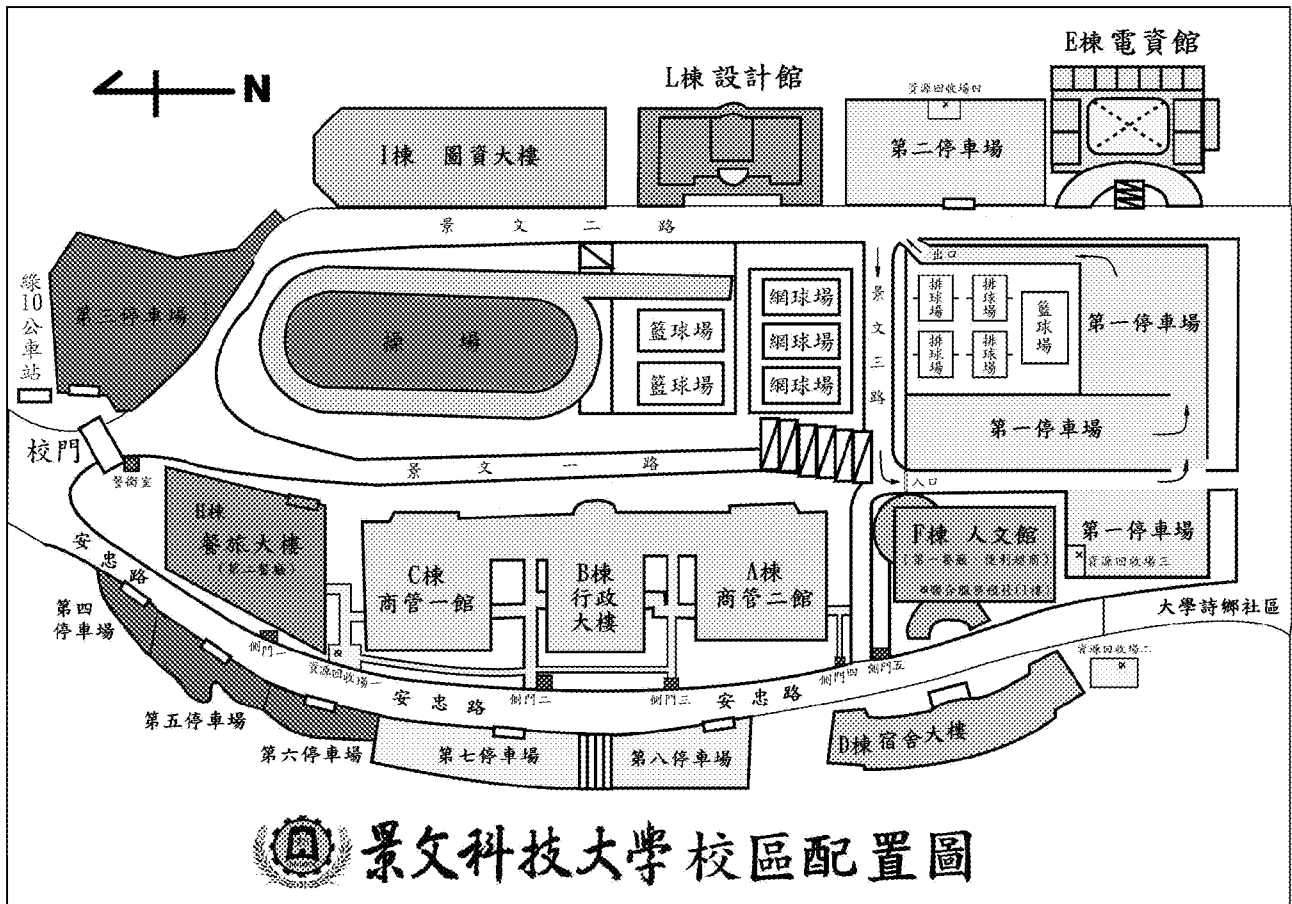 E棟電資館
L棟設計館
資源回收場四
N
I棟 圖資大樓
第二停車場
景文二路
出口
綠10公車站
第三停車場
操場
籃球場
籃球場
網球場
網球場
網球場
景文三路
排球場
排球場
排球場
排球場
籃球場
第一停車場
第一停車場
校門
警衛室
景文一路
入口
H棟
餐旅大樓
C棟
商管一館
B棟
行政
大樓
A棟
商管二館
F棟 人文館
第一停車場
資源回收場三
安忠路
第四
停車場
側門一
資源回收場一
大學詩鄉社區
資源回收場二
第五停車場
安忠路
側門二
側門三
安忠路
側門四
側門五
第六停車場
第七停車場
第八停車場
D棟宿舍大樓
景文科技大學校區配置圖